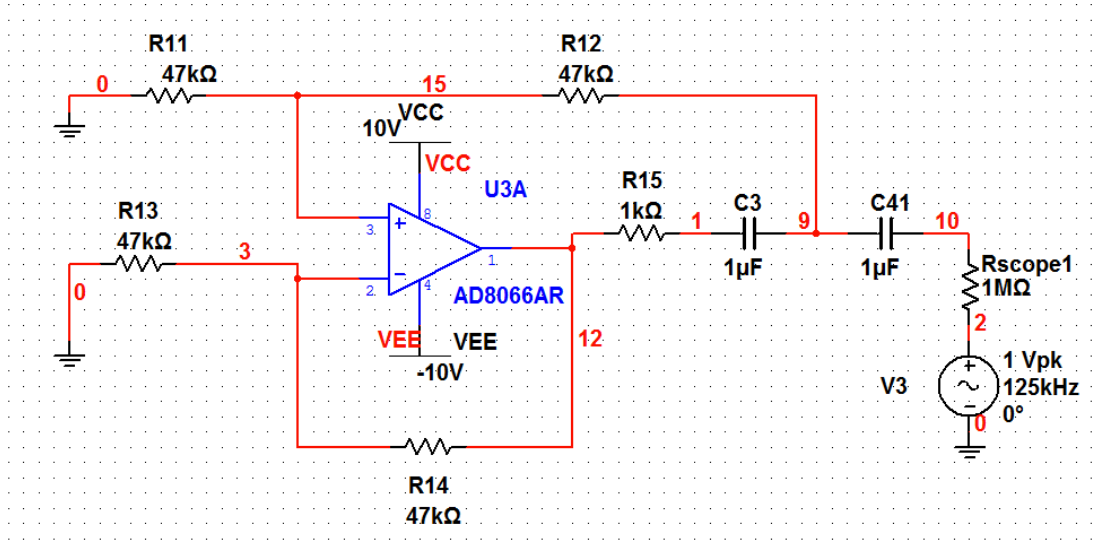 R11
47kΩ
R12
47kΩ
0
15
VCC
10V
VCC
U3A
R15
1kΩ
C3
1µF
C41
1µF
1
9
10
R13
47kΩ
3
0
3
8
+
−
2
4
1
AD8066AR
VEE
VEE
-10V
12
Rscope1
1MΩ
2
V3
+
−
1 Vpk
125kHz
0°
0
R14
47kΩ